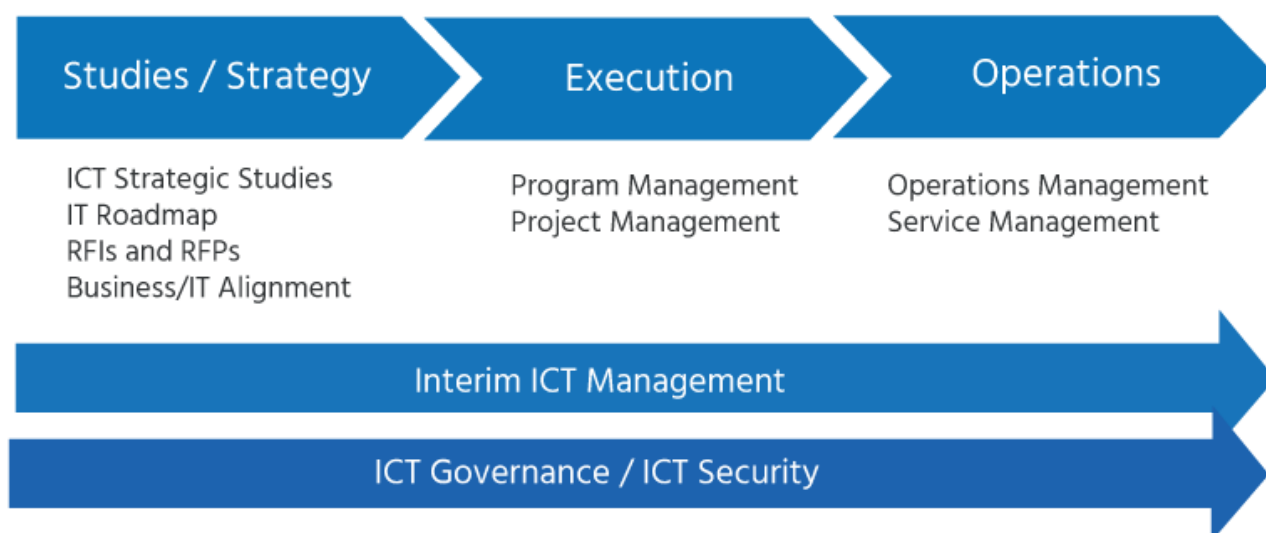 Studies / Strategy
Execution
Operations
ICT Strategic Studies
IT Roadmap
RFIs and RFPs
Business/IT Alignment
Program Management
Project Management
Operations Management
Service Management
Interim ICT Management
ICT Governance / ICT Security